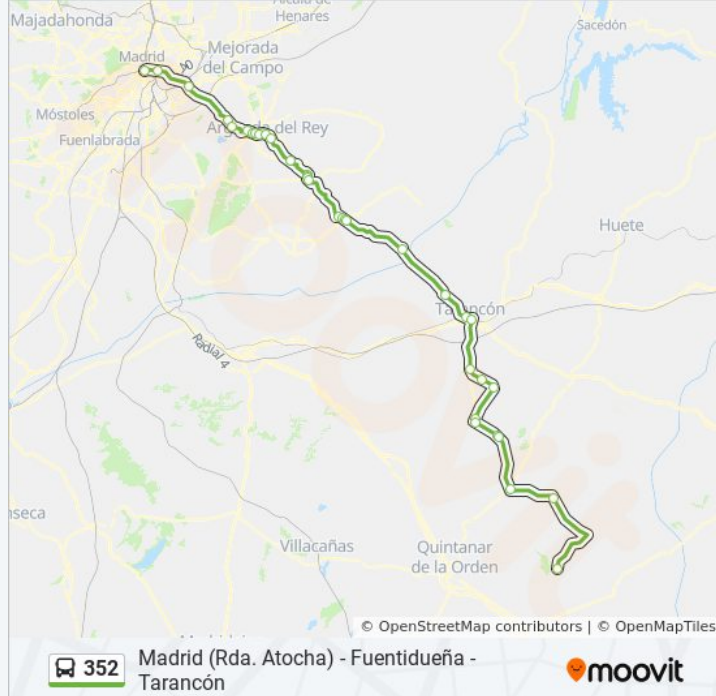 Alcalá de
Henares
Majadahonda
Mejorada
del Campo
Sacedón
Madrid
Móstoles
Arganda del Rey
Fuenlabrada
Huete
Tarancón
Radial 4
nseca
Villacañas
Quintanar
de la Orden
© OpenStreetMap contributors | © OpenMapTiles
352
Madrid (Rda. Atocha) - Fuentidueña -
Tarancón
moovit